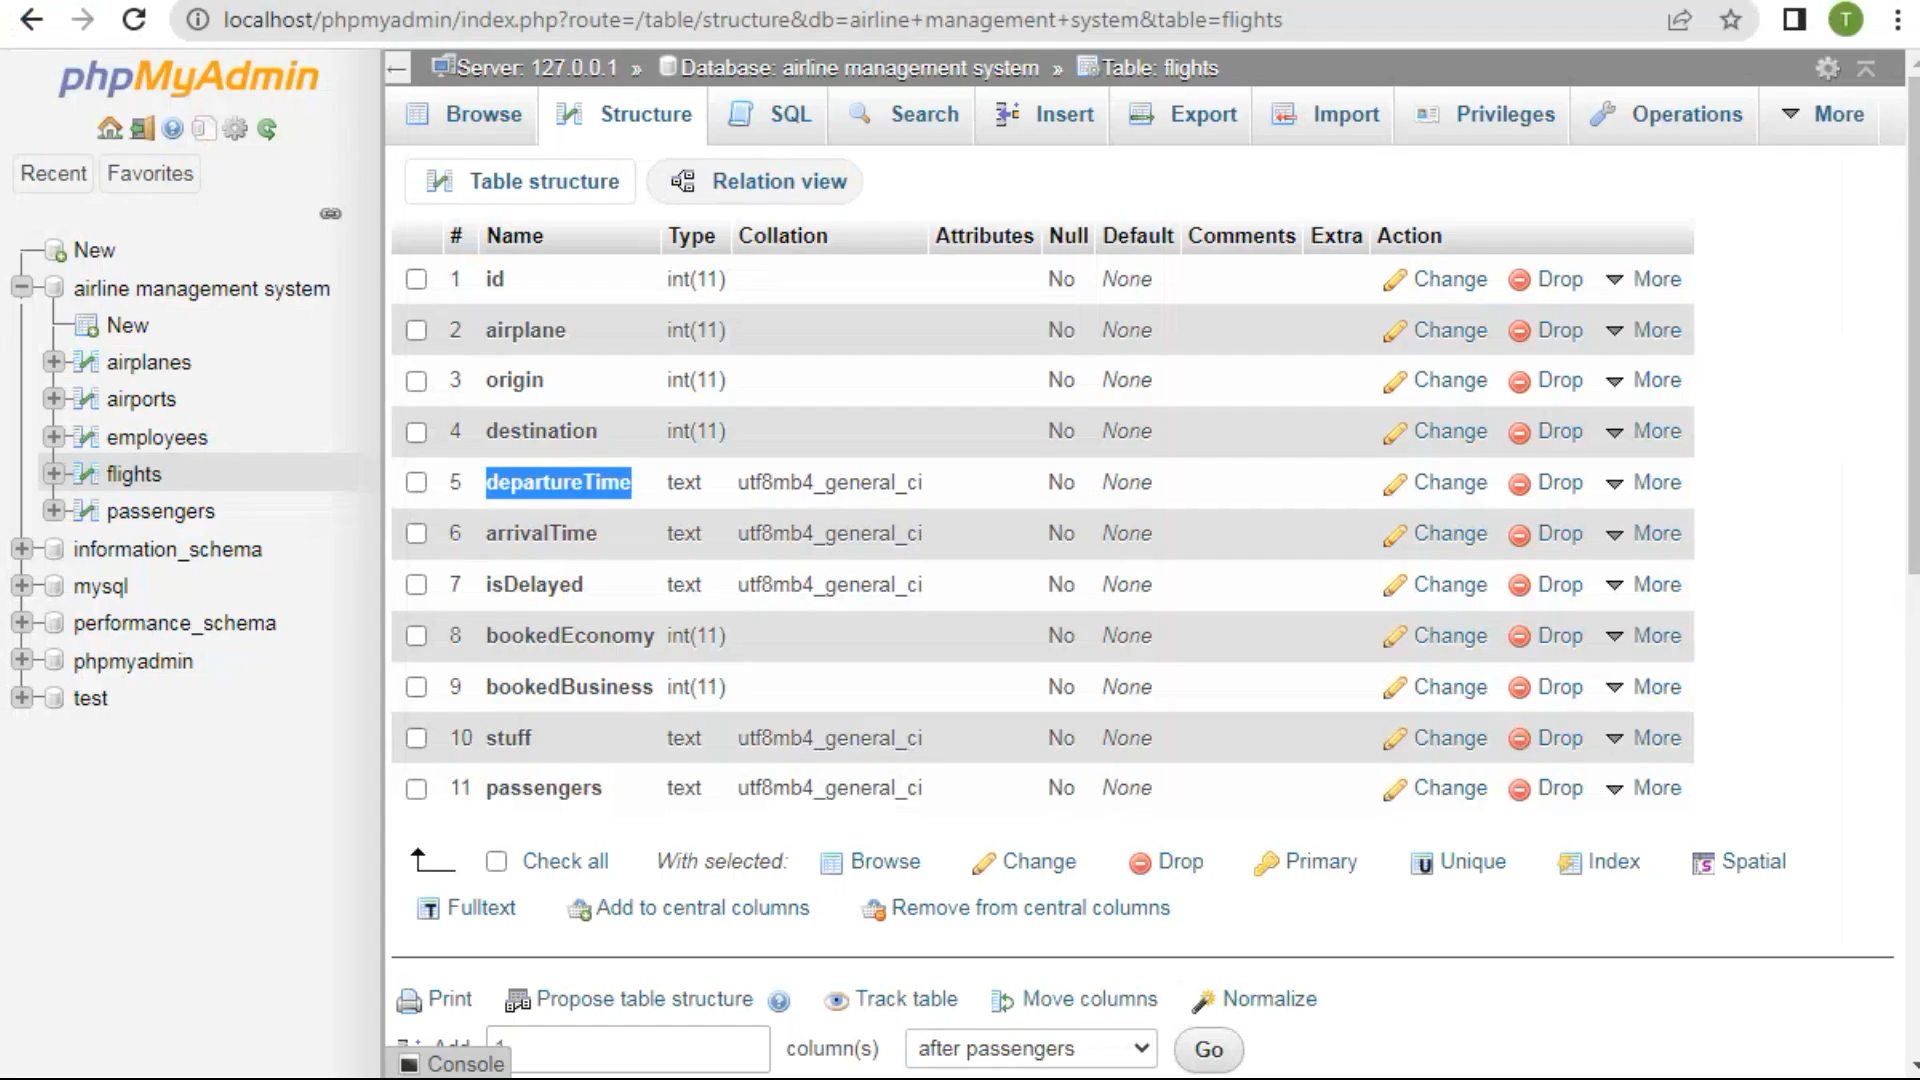 localhost/phpmyadmin/index.php?route=/table/structure&db=airline+management+system&table=flights
T
phpMyAdmin
Recent
Favorites
New
airline management system
New
airplanes
airports
employees
flights
passengers
information_schema
mysql
performance_schema
phpmyadmin
test
Server: 127.0.0.1 » Database: airline management system » Table: flights
Browse Structure SQL Search Insert Export Import Privileges Operations More
Table structure Relation view
# Name Type Collation Attributes Null Default Comments Extra Action
1 id int(11) No None Change Drop More
2 airplane int(11) No None Change Drop More
3 origin int(11) No None Change Drop More
4 destination int(11) No None Change Drop More
5 departureTime text utf8mb4_general_ci No None Change Drop More
6 arrivalTime text utf8mb4_general_ci No None Change Drop More
7 isDelayed text utf8mb4_general_ci No None Change Drop More
8 bookedEconomy int(11) No None Change Drop More
9 bookedBusiness int(11) No None Change Drop More
10 stuff text utf8mb4_general_ci No None Change Drop More
11 passengers text utf8mb4_general_ci No None Change Drop More
Check all With selected: Browse Change Drop Primary Unique Index Spatial
Fulltext Add to central columns Remove from central columns
Print Propose table structure Track table Move columns Normalize
Add 1 column(s) after passengers Go
Console